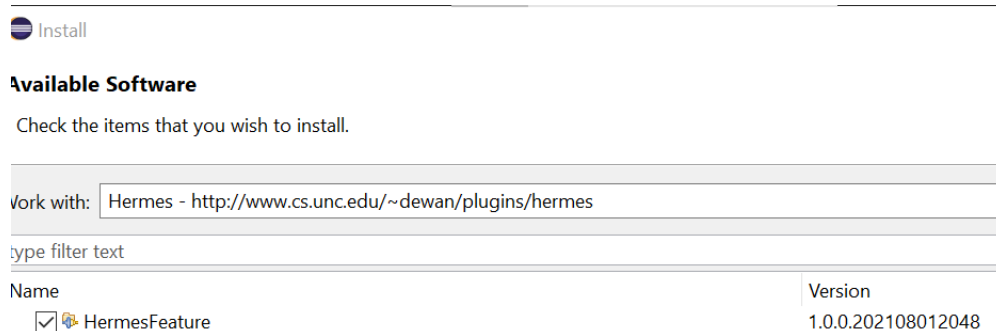 Install
Available Software
Check the items that you wish to install.
Work with: Hermes - http://www.cs.unc.edu/~dewan/plugins/hermes
type filter text
Name Version
HermesFeature 1.0.0.202108012048